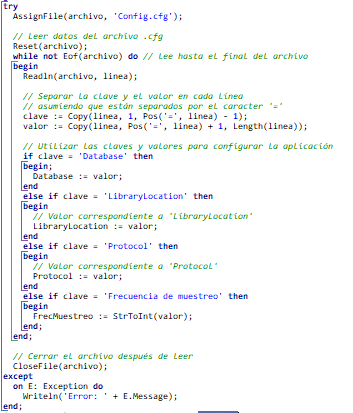 try
AssignFile(archivo, 'Config.cfg');
// Leer datos del archivo .cfg
Reset(archivo);
while not Eof(archivo) do // Lee hasta el final del archivo
begin
Readln(archivo, linea);
// Separar la clave y el valor en cada línea
// asumiendo que están separados por el caracter '='
clave := Copy(linea, 1, Pos('=', linea) - 1);
valor := Copy(linea, Pos('=', linea) + 1, Length(linea));
// Utilizar las claves y valores para configurar la aplicación
if clave = 'Database' then
begin;
Database := valor;
end
else if clave = 'LibraryLocation' then
begin
// Valor correspondiente a 'LibraryLocation'
LibraryLocation := valor;
end
else if clave = 'Protocol' then
begin
// Valor correspondiente a 'Protocol'
Protocol := valor;
end
else if clave = 'Frecuencia de muestreo' then
begin
FrecMuestreo := StrToInt(valor);
end;
end;
// Cerrar el archivo después de leer
CloseFile(archivo);
except
on E: Exception do
Writeln('Error: ' + E.Message);
end;